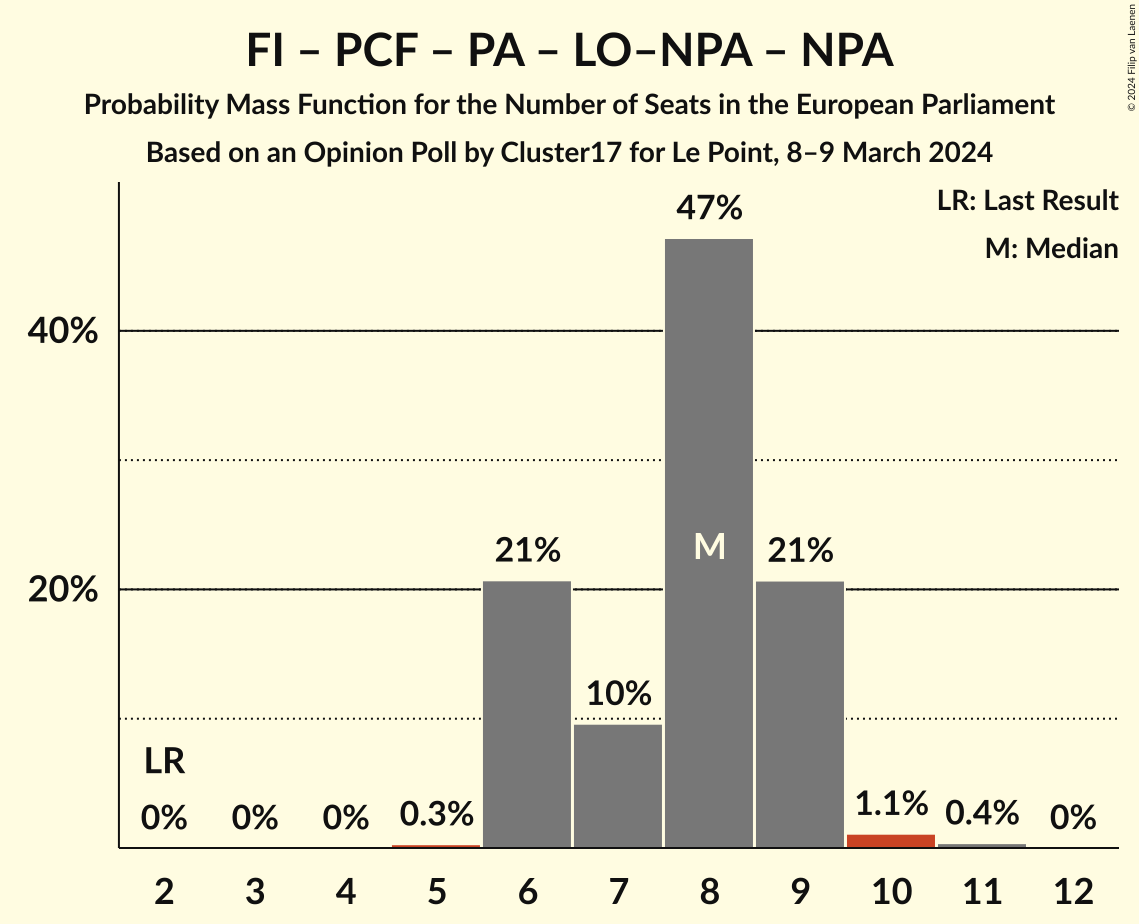 FI – PCF – PA – LO–NPA – NPA
Probability Mass Function for the Number of Seats in the European Parliament
Based on an Opinion Poll by Cluster17 for Le Point, 8–9 March 2024
© 2024 Filip van Laenen
LR: Last Result
M: Median
47%
40%
M
21%
21%
20%
10%
LR
0%
0%
0%
0.3%
1.1%
0.4%
0%
2 3 4 5 6 7 8 9 10 11 12